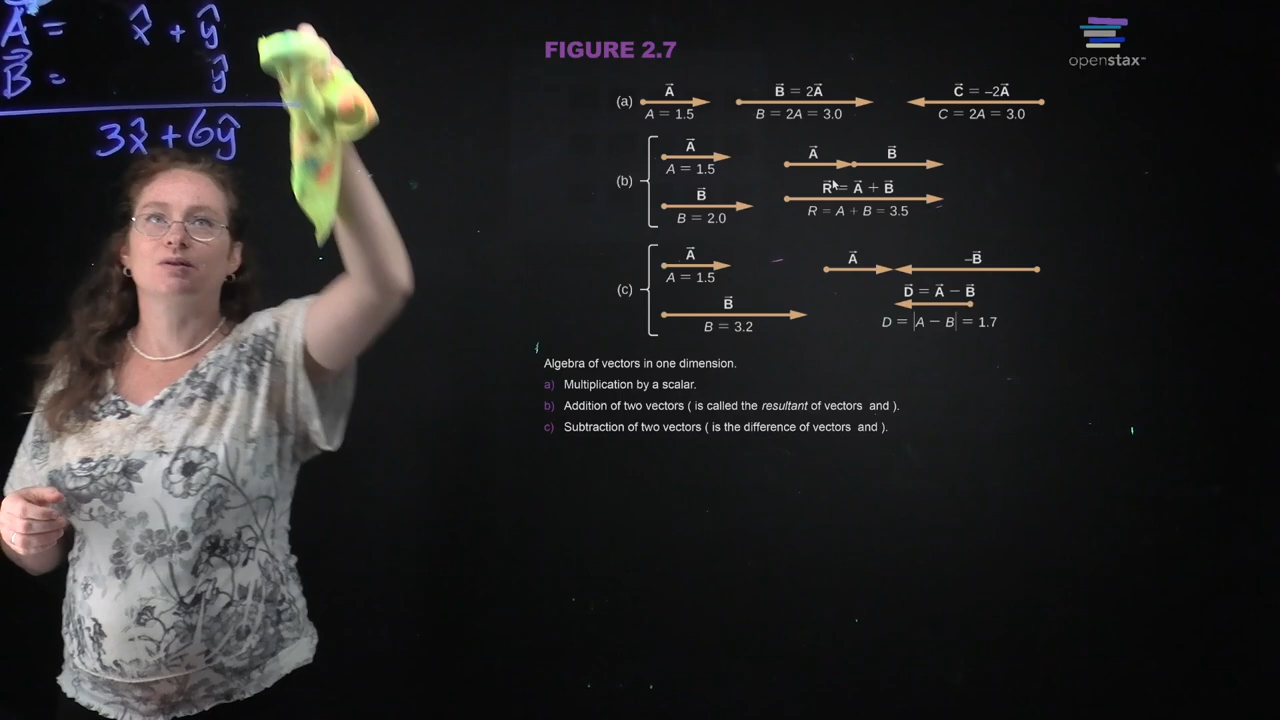 A⃗ = x̂ + ŷ
B⃗ = ŷ
3x̂ + 6ŷ
FIGURE 2.7
openstax™
(a)
A⃗
A = 1.5
B⃗ = 2A⃗
B = 2A = 3.0
C⃗ = –2A⃗
C = 2A = 3.0
(b)
A⃗
A = 1.5
B⃗
B = 2.0
A⃗ B⃗
R⃗ = A⃗ + B⃗
R = A + B = 3.5
(c)
A⃗
A = 1.5
B⃗
B = 3.2
A⃗ –B⃗
D⃗ = A⃗ – B⃗
D = |A – B| = 1.7
Algebra of vectors in one dimension.
a) Multiplication by a scalar.
b) Addition of two vectors ( is called the resultant of vectors and ).
c) Subtraction of two vectors ( is the difference of vectors and ).